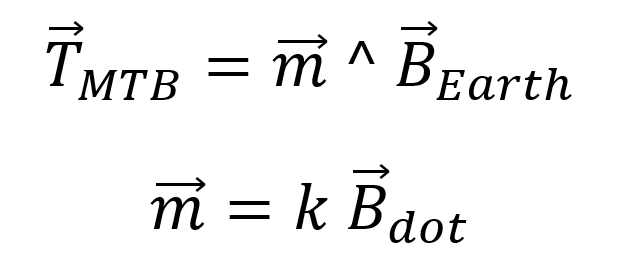 T⃗_MTB = m⃗ ^ B⃗_Earth
m⃗ = k B⃗_dot